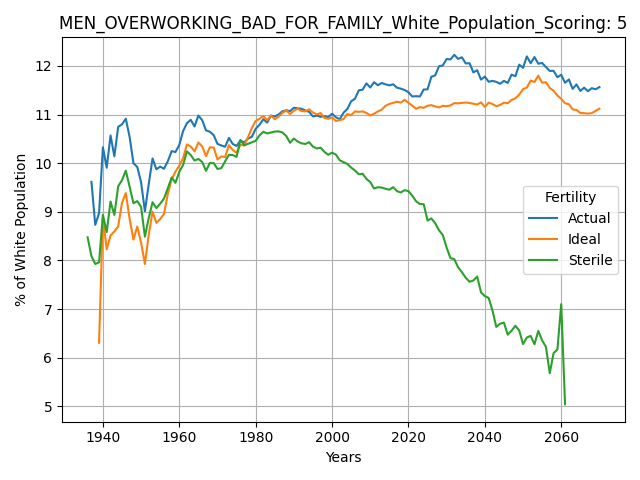 MEN_OVERWORKING_BAD_FOR_FAMILY_White_Population_Scoring: 5
12
11
10
9
8
7
6
5
% of White Population
Fertility
Actual
Ideal
Sterile
1940
1960
1980
2000
2020
2040
2060
Years